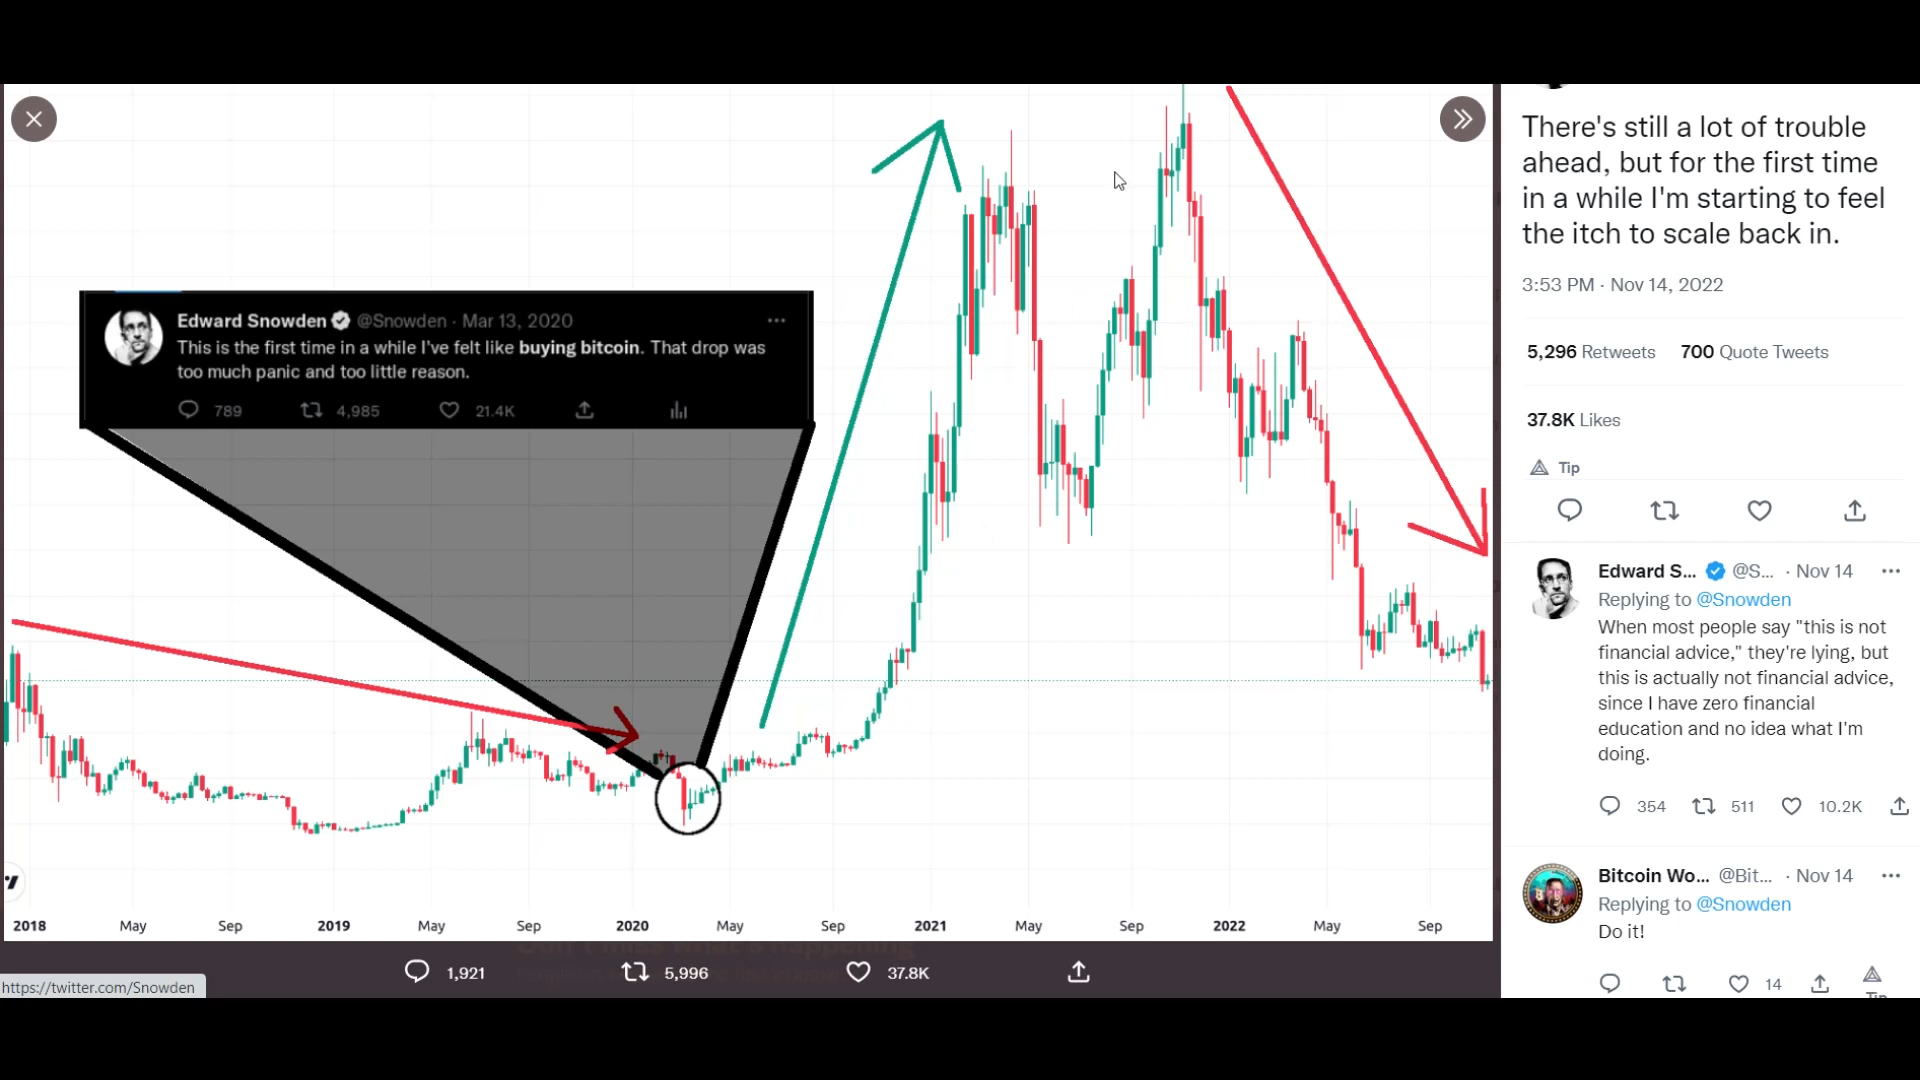 Edward Snowden @Snowden · Mar 13, 2020
This is the first time in a while I've felt like buying bitcoin. That drop was
too much panic and too little reason.
789 4,985 21.4K
2018 May Sep 2019 May Sep 2020 May Sep 2021 May Sep 2022 May Sep
1,921 5,996 37.8K
https://twitter.com/Snowden
There's still a lot of trouble
ahead, but for the first time
in a while I'm starting to feel
the itch to scale back in.
3:53 PM · Nov 14, 2022
5,296 Retweets 700 Quote Tweets
37.8K Likes
Tip
Edward S... @S... · Nov 14
Replying to @Snowden
When most people say "this is not
financial advice," they're lying, but
this is actually not financial advice,
since I have zero financial
education and no idea what I'm
doing.
354 511 10.2K
Bitcoin Wo... @Bit... · Nov 14
Replying to @Snowden
Do it!
14